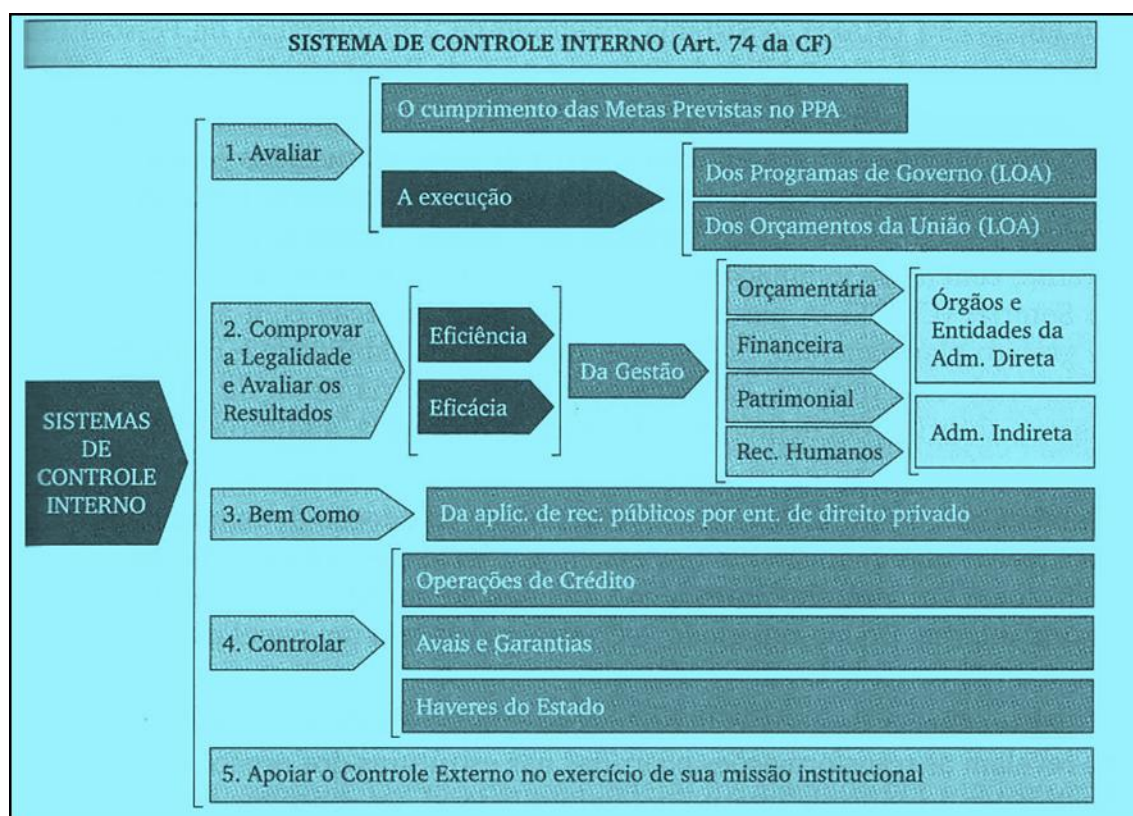 SISTEMA DE CONTROLE INTERNO (Art. 74 da CF)
SISTEMAS
DE
CONTROLE
INTERNO
1. Avaliar
O cumprimento das Metas Previstas no PPA
A execução
Dos Programas de Governo (LOA)
Dos Orçamentos da União (LOA)
2. Comprovar
a Legalidade
e Avaliar os
Resultados
Eficiência
Eficácia
Da Gestão
Orçamentária
Financeira
Patrimonial
Rec. Humanos
Órgãos e
Entidades da
Adm. Direta
Adm. Indireta
3. Bem Como
Da aplic. de rec. públicos por ent. de direito privado
4. Controlar
Operações de Crédito
Avais e Garantias
Haveres do Estado
5. Apoiar o Controle Externo no exercício de sua missão institucional